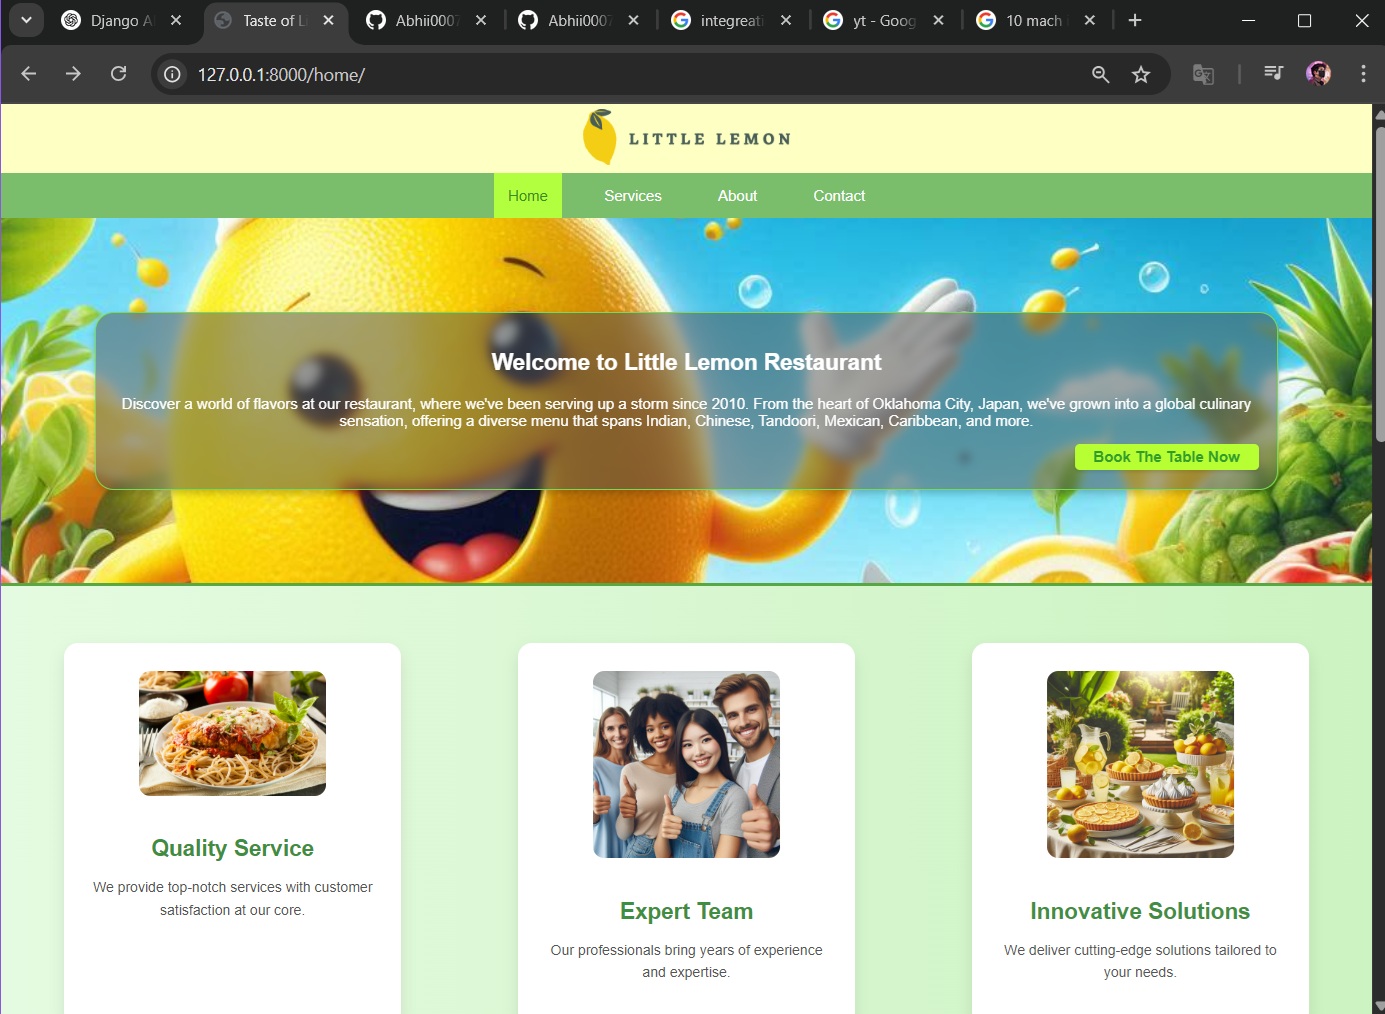 Django A
Taste of L
Abhii0007
Abhii0007
integreati
yt - Goog
10 mach
127.0.0.1:8000/home/
LITTLE LEMON
Home Services About Contact
Welcome to Little Lemon Restaurant
Discover a world of flavors at our restaurant, where we've been serving up a storm since 2010. From the heart of Oklahoma City, Japan, we've grown into a global culinary
sensation, offering a diverse menu that spans Indian, Chinese, Tandoori, Mexican, Caribbean, and more.
Book The Table Now
Quality Service
We provide top-notch services with customer
satisfaction at our core.
Expert Team
Our professionals bring years of experience
and expertise.
Innovative Solutions
We deliver cutting-edge solutions tailored to
your needs.